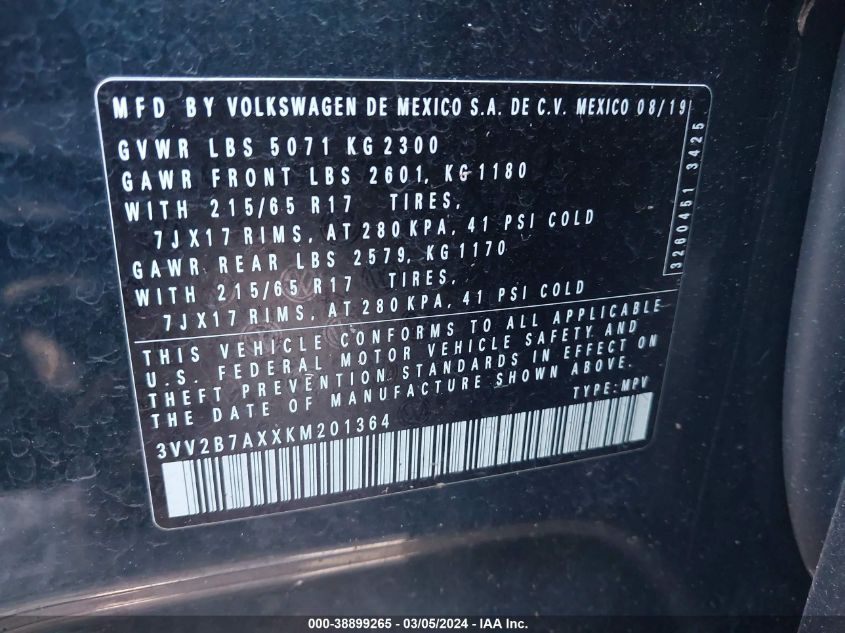 MFD BY VOLKSWAGEN DE MEXICO S.A. DE C.V. MEXICO 08/19
GVWR LBS 5071 KG 2300
GAWR FRONT LBS 2601, KG 1180
WITH 215/65 R17 TIRES,
7JX17 RIMS, AT 280 KPA, 41 PSI COLD
GAWR REAR LBS 2579, KG 1170
WITH 215/65 R17 TIRES,
7JX17 RIMS, AT 280 KPA, 41 PSI COLD
THIS VEHICLE CONFORMS TO ALL APPLICABLE
U.S. FEDERAL MOTOR VEHICLE SAFETY AND
THEFT PREVENTION STANDARDS IN EFFECT ON
THE DATE OF MANUFACTURE SHOWN ABOVE.
TYPE: MPV
3VV2B7AXXKM201364
3260451 3425
000-38899265 - 03/05/2024 - IAA Inc.